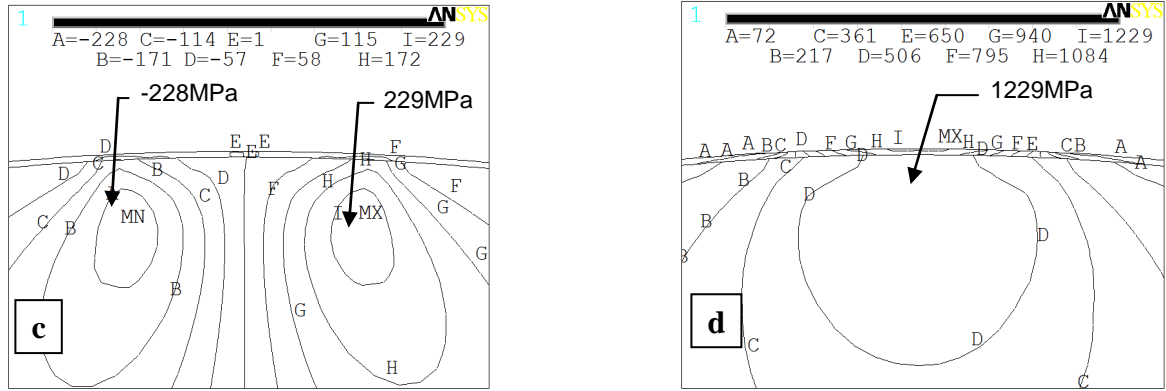 1
ANSYS
A=-228 C=-114 E=1 G=115 I=229
B=-171 D=-57 F=58 H=172
-228MPa
229MPa
D E E E H F
C B G
D C D F H F
C B MN I MX G
G
B G
H
c
1
ANSYS
A=72 C=361 E=650 G=940 I=1229
B=217 D=506 F=795 H=1084
1229MPa
A A A B C D F G H I MX H G F E C B A
D D A
B C D D
B D D
B
C D
C
d